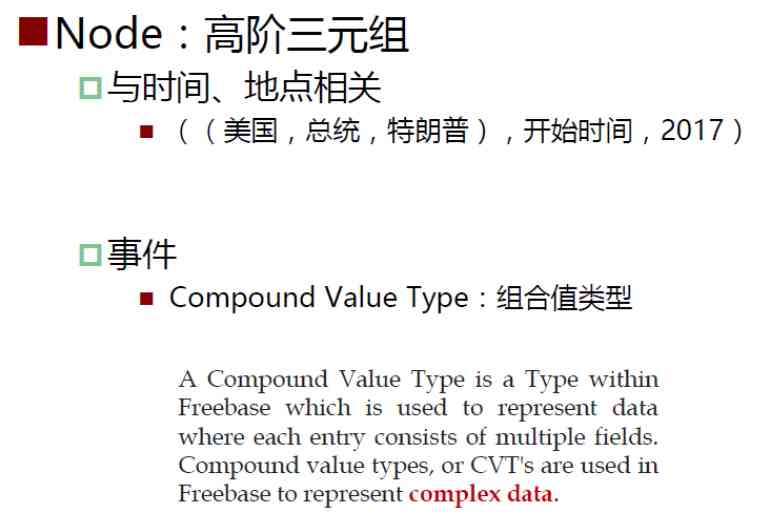 Node：高阶三元组
与时间、地点相关
（（美国，总统，特朗普），开始时间，2017）
事件
Compound Value Type：组合值类型
A Compound Value Type is a Type within
Freebase which is used to represent data
where each entry consists of multiple fields.
Compound value types, or CVT's are used in
Freebase to represent complex data.